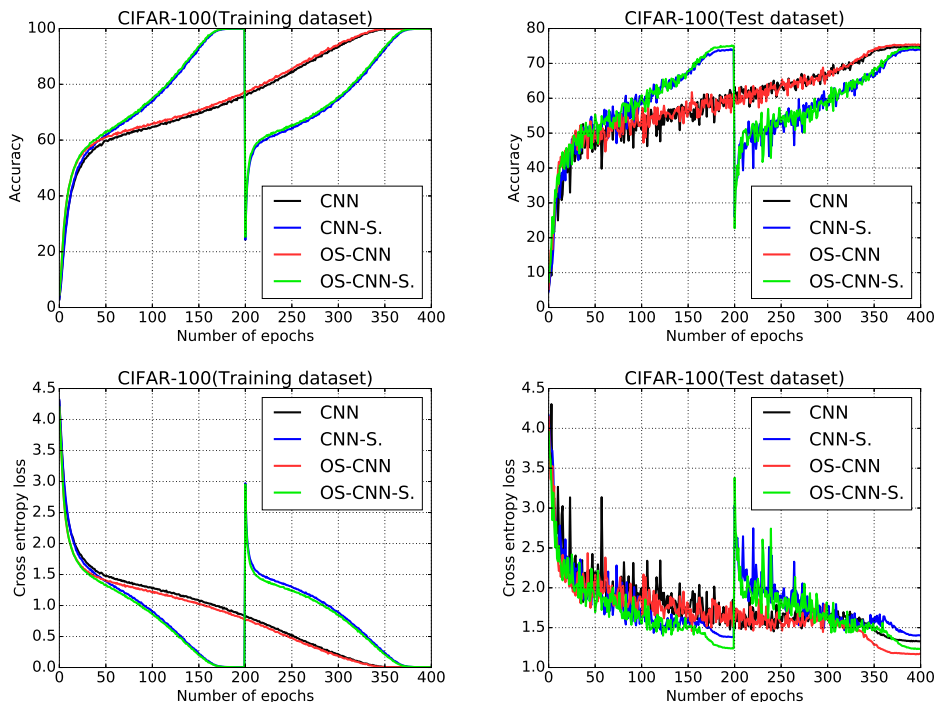 CIFAR-100(Training dataset)
100
80
60
40
20
0
Accuracy
CNN
CNN-S.
OS-CNN
OS-CNN-S.
0 50 100 150 200 250 300 350 400
Number of epochs
CIFAR-100(Test dataset)
80
70
60
50
40
30
20
10
0
Accuracy
CNN
CNN-S.
OS-CNN
OS-CNN-S.
0 50 100 150 200 250 300 350 400
Number of epochs
CIFAR-100(Training dataset)
4.5
4.0
3.5
3.0
2.5
2.0
1.5
1.0
0.5
0.0
Cross entropy loss
CNN
CNN-S.
OS-CNN
OS-CNN-S.
0 50 100 150 200 250 300 350 400
Number of epochs
CIFAR-100(Test dataset)
4.5
4.0
3.5
3.0
2.5
2.0
1.5
1.0
Cross entropy loss
CNN
CNN-S.
OS-CNN
OS-CNN-S.
0 50 100 150 200 250 300 350 400
Number of epochs